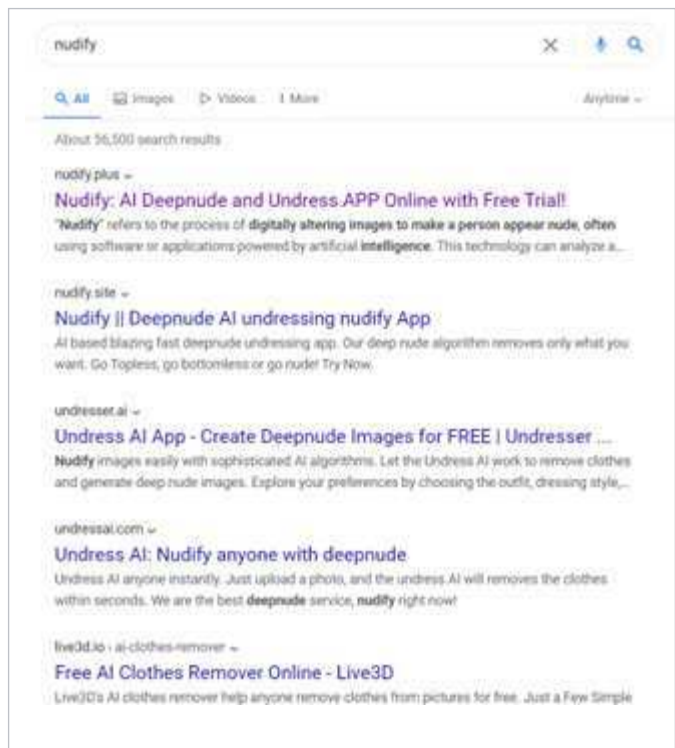 nudify
All Images Videos More Anytime
About 56,500 search results
nudify.plus
Nudify: AI Deepnude and Undress APP Online with Free Trial!
"Nudify" refers to the process of digitally altering images to make a person appear nude, often
using software or applications powered by artificial intelligence. This technology can analyze a...
nudify.site
Nudify || Deepnude AI undressing nudify App
AI based blazing fast deepnude undressing app. Our deep nude algorithm removes only what you
want. Go Topless, go bottomless or go nude! Try Now.
undresser.ai
Undress AI App - Create Deepnude Images for FREE | Undresser ...
Nudify images easily with sophisticated AI algorithms. Let the Undress AI work to remove clothes
and generate deep nude images. Explore your preferences by choosing the outfit, dressing style,...
undressai.com
Undress AI: Nudify anyone with deepnude
Undress AI anyone instantly. Just upload a photo, and the undress AI will removes the clothes
within seconds. We are the best deepnude service, nudify right now!
live3d.io › ai-clothes-remover
Free AI Clothes Remover Online - Live3D
Live3D's AI clothes remover help anyone remove clothes from pictures for free. Just a Few Simple